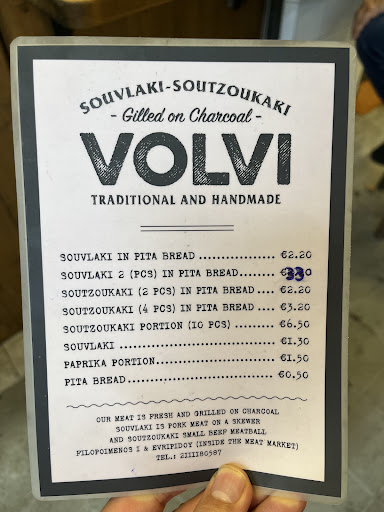 SOUVLAKI-SOUTZOUKAKI
- Gilled on Charcoal -
VOLVI
TRADITIONAL AND HANDMADE
SOUVLAKI IN PITA BREAD .................. €2.20
SOUVLAKI 2 (PCS) IN PITA BREAD........ €3.30
SOUTZOUKAKI (2 PCS) IN PITA BREAD .... €2.20
SOUTZOUKAKI (4 PCS) IN PITA BREAD .... €3.20
SOUTZOUKAKI PORTION (10 PCS) .......... €6.50
SOUVLAKI .................................. €1.30
PAPRIKA PORTION........................... €1.50
PITA BREAD................................. €0.50
OUR MEAT IS FRESH AND GRILLED ON CHARCOAL
SOUVLAKI IS PORK MEAT ON A SKEWER
AND SOUTZOUKAKI SMALL BEEF MEATBALL
FILOPOIMENOS 1 & EVRIPIDOY (INSIDE THE MEAT MARKET)
TEL.: 2111180587